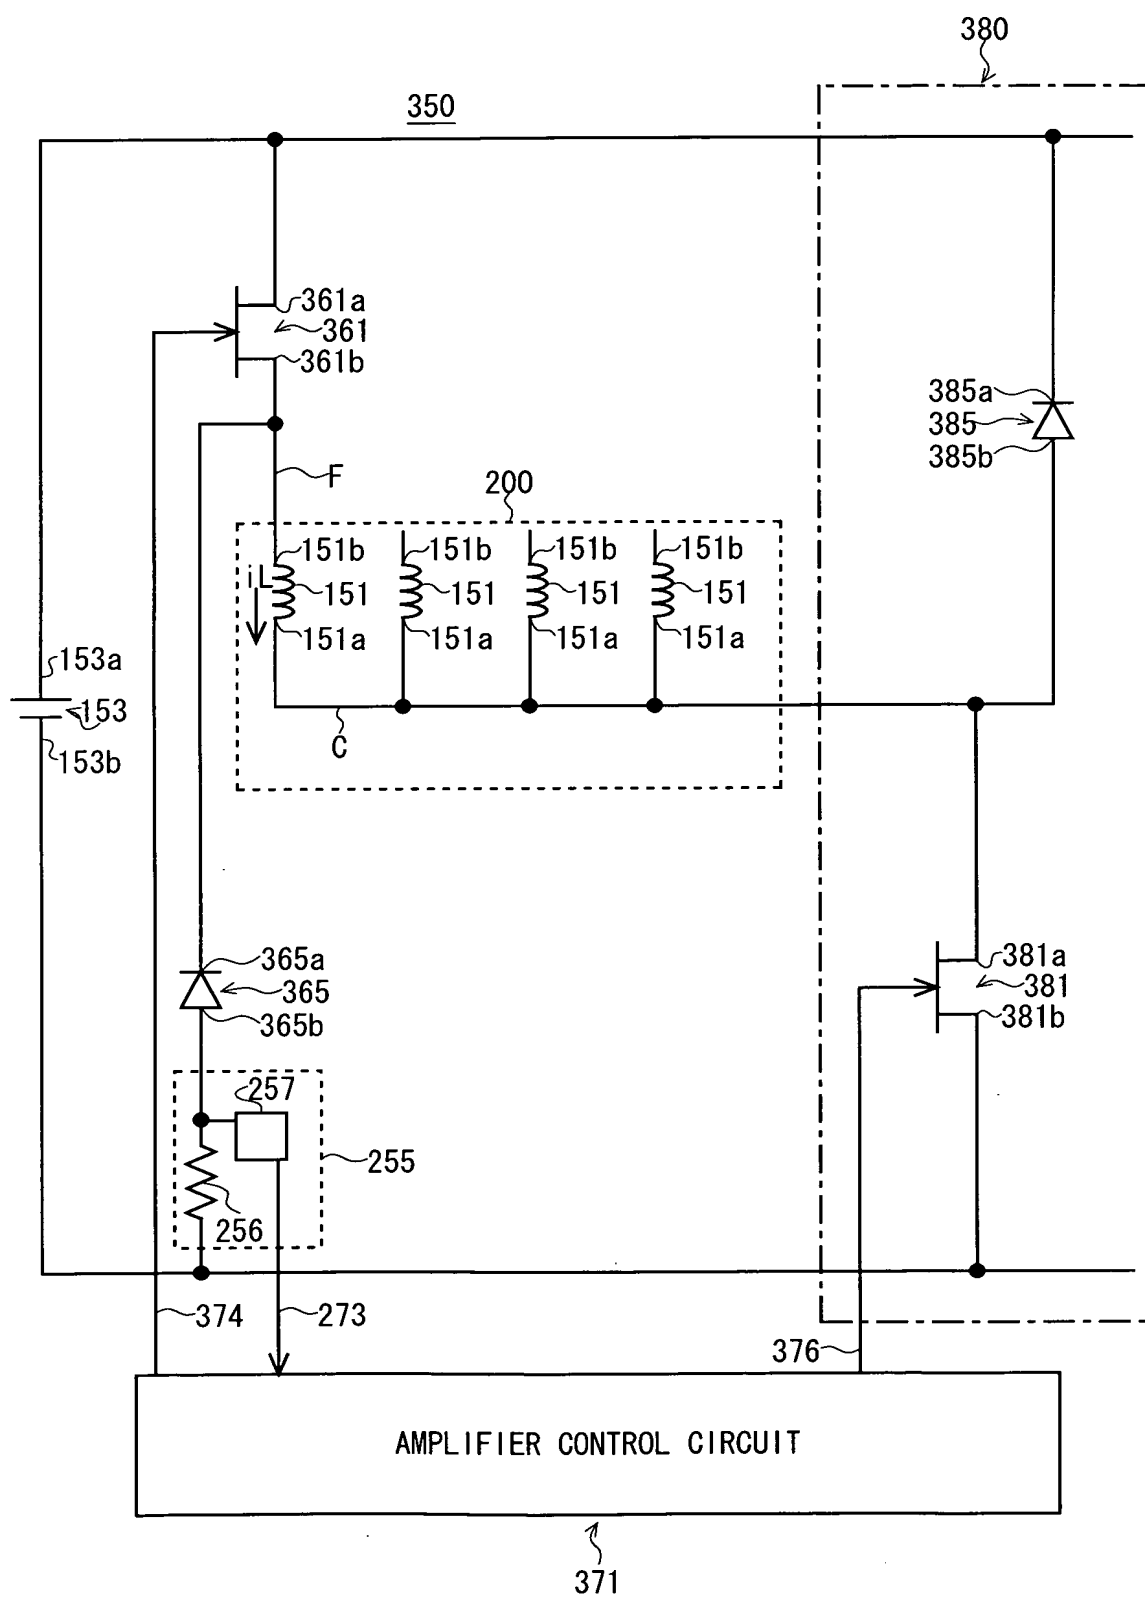 380
350
361a
361
361b
385a
385
385b
F
200
151b 151b 151b 151b
iL 151 151 151 151
151a 151a 151a 151a
153a
153
153b
C
365a
365
365b
381a
381
381b
257
255
256
374 273
376
AMPLIFIER CONTROL CIRCUIT
371